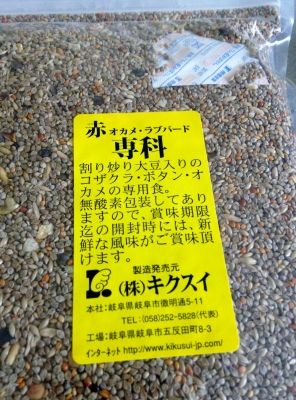 赤 オカメ・ラブバード
専科
割り炒り大豆入りの
コザクラ・ボタン・オ
カメの専用食。
無酸素包装してあり
ますので、賞味期限
迄の開封時には、新
鮮な風味がご賞味頂
けます。
製造発売元
(株)キクスイ
本社:岐阜県岐阜市徹明通5-11
TEL:(058)252-5828(代表)
工場:岐阜県岐阜市五反田町8-3
インターネット http://www.kikusui-jp.com/